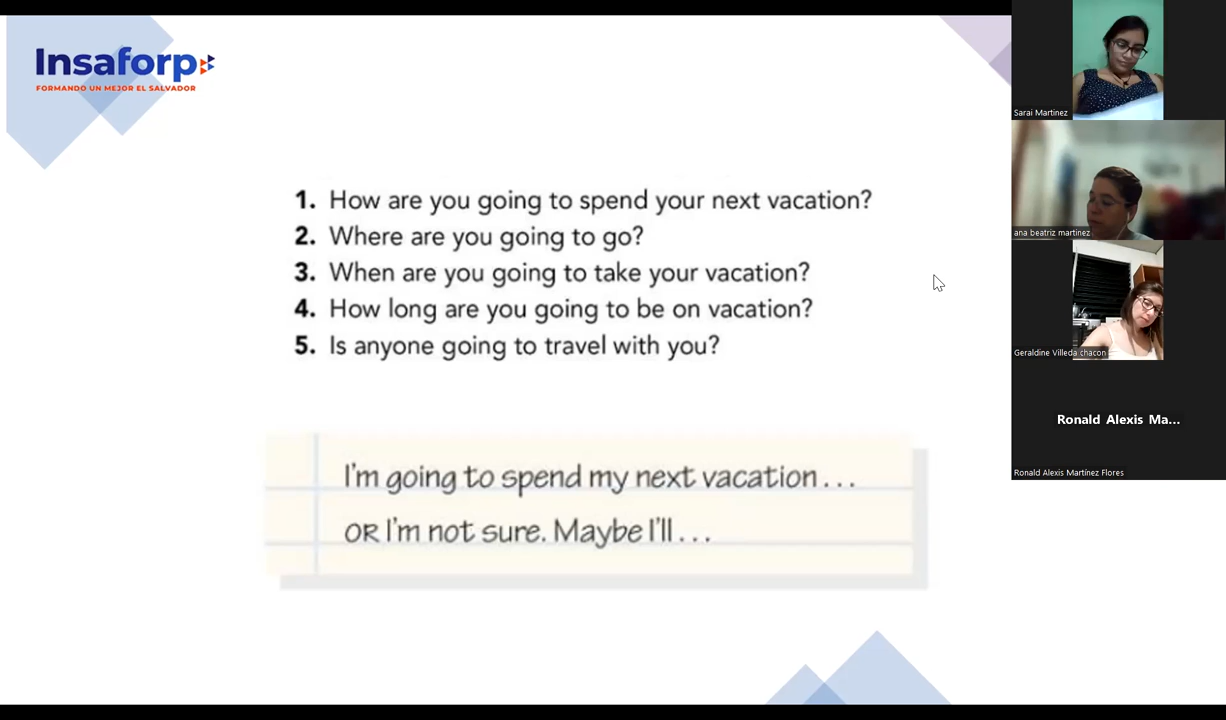 Insaforp
FORMANDO UN MEJOR EL SALVADOR
1. How are you going to spend your next vacation?
2. Where are you going to go?
3. When are you going to take your vacation?
4. How long are you going to be on vacation?
5. Is anyone going to travel with you?
I'm going to spend my next vacation . . .
OR I'm not sure. Maybe I'll . . .
Sarai Martinez
ana beatriz martinez
Geraldine Villeda chacon
Ronald Alexis Ma...
Ronald Alexis Martínez Flores